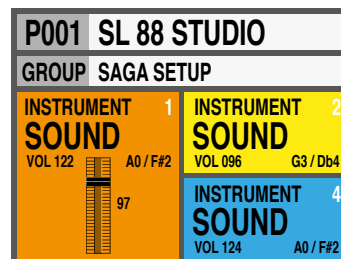 P001 SL 88 STUDIO
GROUP SAGA SETUP
INSTRUMENT 1
SOUND
VOL 122 A0 / F#2
97
INSTRUMENT 2
SOUND
VOL 096 G3 / Db4
INSTRUMENT 4
SOUND
VOL 124 A0 / F#2